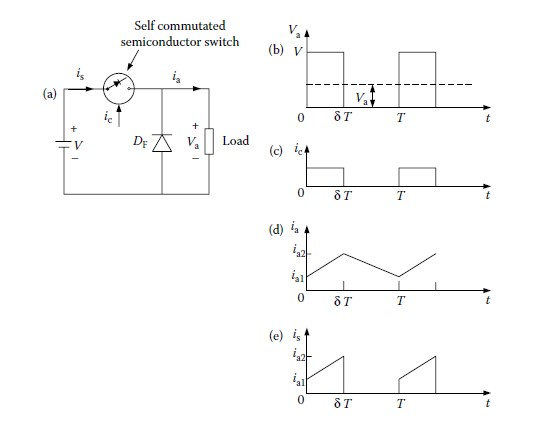 Self commutated
semiconductor switch
(a)
i_s
i_a
i_c
+
V
−
D_F
+
V_a
−
Load
(b)
V_a
V
V_a
0
δT
T
t
(c)
i_c
0
δT
T
t
(d)
i_a
i_a2
i_a1
0
δT
T
t
(e)
i_s
i_a2
i_a1
0
δT
T
t